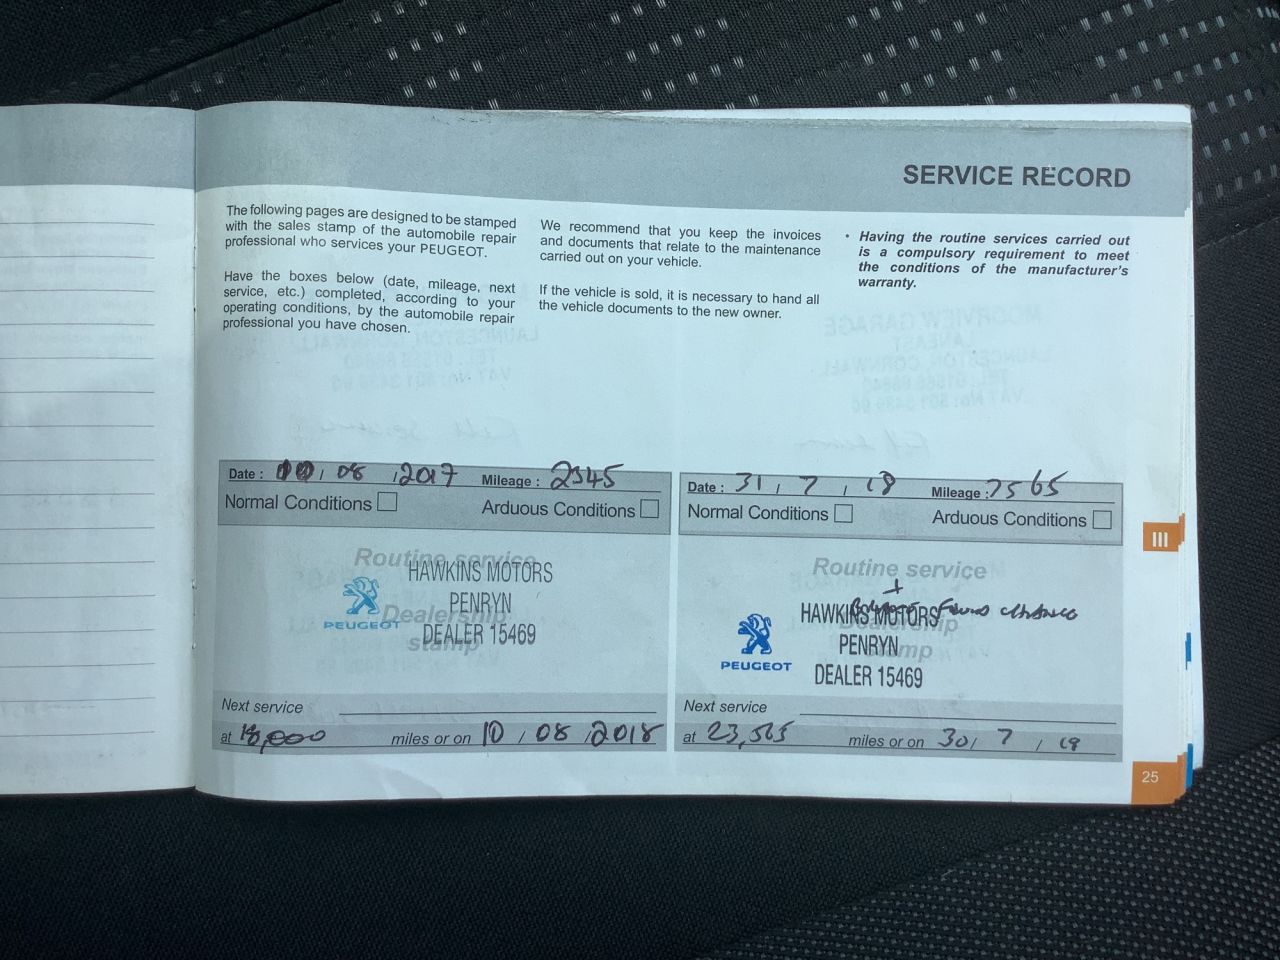 SERVICE RECORD
The following pages are designed to be stamped
with the sales stamp of the automobile repair
professional who services your PEUGEOT.
Have the boxes below (date, mileage, next
service, etc.) completed, according to your
operating conditions, by the automobile repair
professional you have chosen.
We recommend that you keep the invoices
and documents that relate to the maintenance
carried out on your vehicle.
If the vehicle is sold, it is necessary to hand all
the vehicle documents to the new owner.
• Having the routine services carried out
is a compulsory requirement to meet
the conditions of the manufacturer's
warranty.
Date : 10 / 08 / 2017 Mileage : 2345
Normal Conditions Arduous Conditions
Routine service
HAWKINS MOTORS
PENRYN
Dealership
DEALER 15469
stamp
PEUGEOT
Next service
at 18,000 miles or on 10 / 08 / 2018
Date : 31 / 7 / 18 Mileage : 7565
Normal Conditions Arduous Conditions
Routine service
+
HAWKINS MOTORS
Dealership
PENRYN
stamp
DEALER 15469
PEUGEOT
Next service
at 23,565 miles or on 30 / 7 / 19
III
25